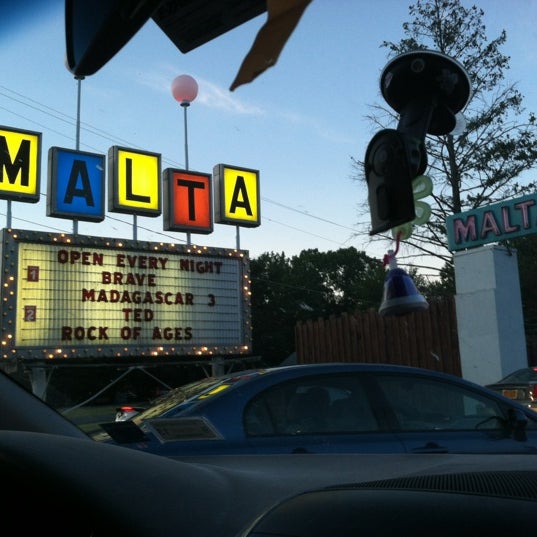 MALTA
OPEN EVERY NIGHT
1 BRAVE
MADAGASCAR 3
2 TED
ROCK OF AGES
MALT